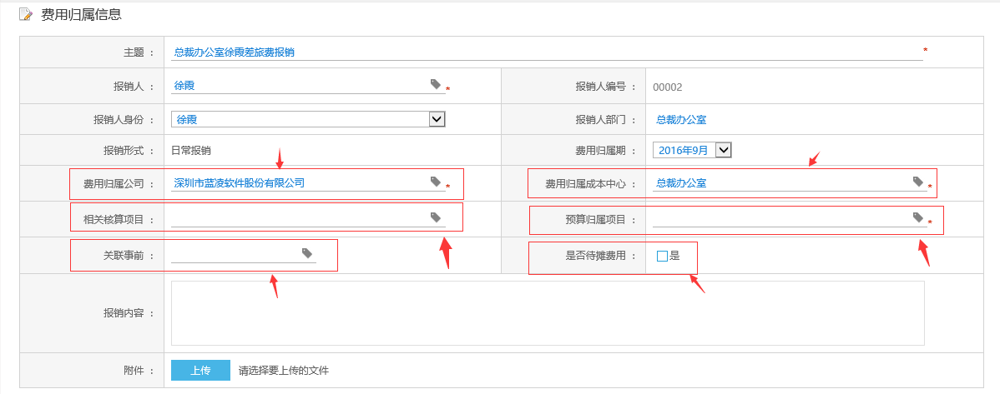 费用归属信息
主题 : 总裁办公室徐霞差旅费报销 *
报销人 : 徐霞 * 报销人编号 : 00002
报销人身份 : 徐霞 报销人部门 : 总裁办公室
报销形式 : 日常报销 费用归属期 : 2016年9月
费用归属公司 : 深圳市蓝凌软件股份有限公司 * 费用归属成本中心 : 总裁办公室 *
相关核算项目 : 预算归属项目 : *
关联事前 : 是否待摊费用 : 是
报销内容 :
附件 : 上传 请选择要上传的文件